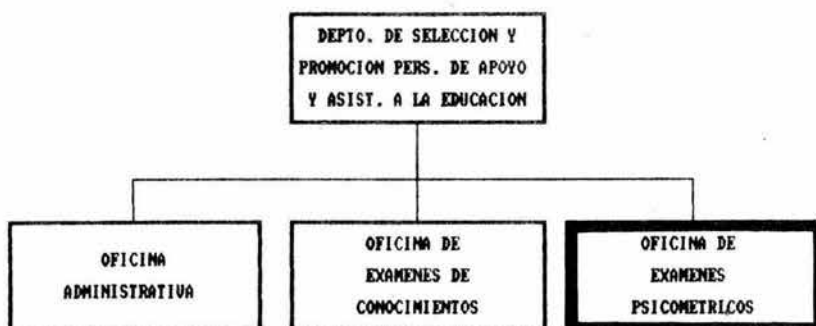 DEPTO. DE SELECCION Y
PROMOCION PERS. DE APOYO
Y ASIST. A LA EDUCACION
OFICINA
ADMINISTRATIVA
OFICINA DE
EXAMENES DE
CONOCIMIENTOS
OFICINA DE
EXAMENES
PSICOMETRICOS